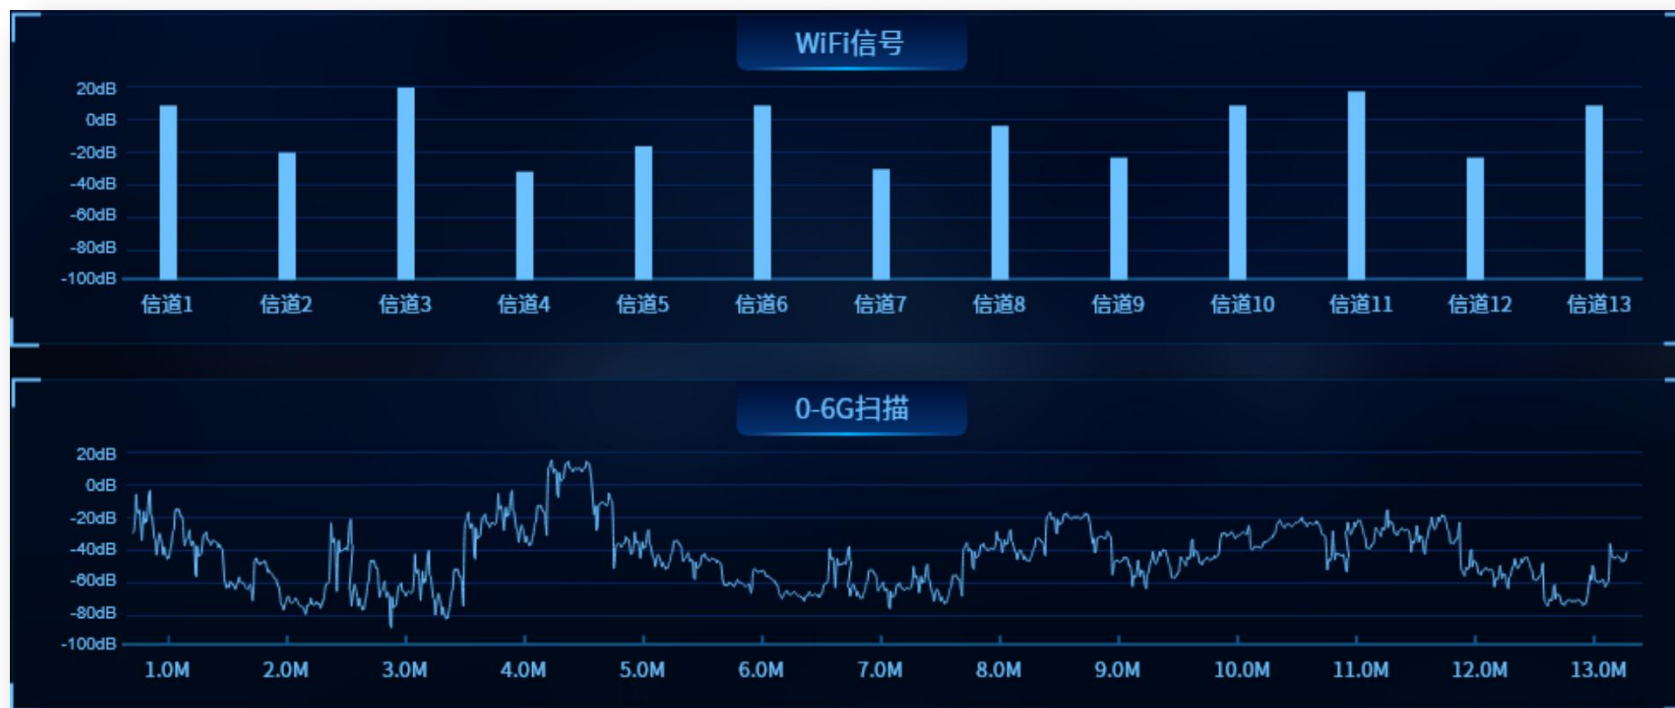 WiFi信号
20dB
0dB
-20dB
-40dB
-60dB
-80dB
-100dB
信道1 信道2 信道3 信道4 信道5 信道6 信道7 信道8 信道9 信道10 信道11 信道12 信道13
0-6G扫描
20dB
0dB
-20dB
-40dB
-60dB
-80dB
-100dB
1.0M 2.0M 3.0M 4.0M 5.0M 6.0M 7.0M 8.0M 9.0M 10.0M 11.0M 12.0M 13.0M